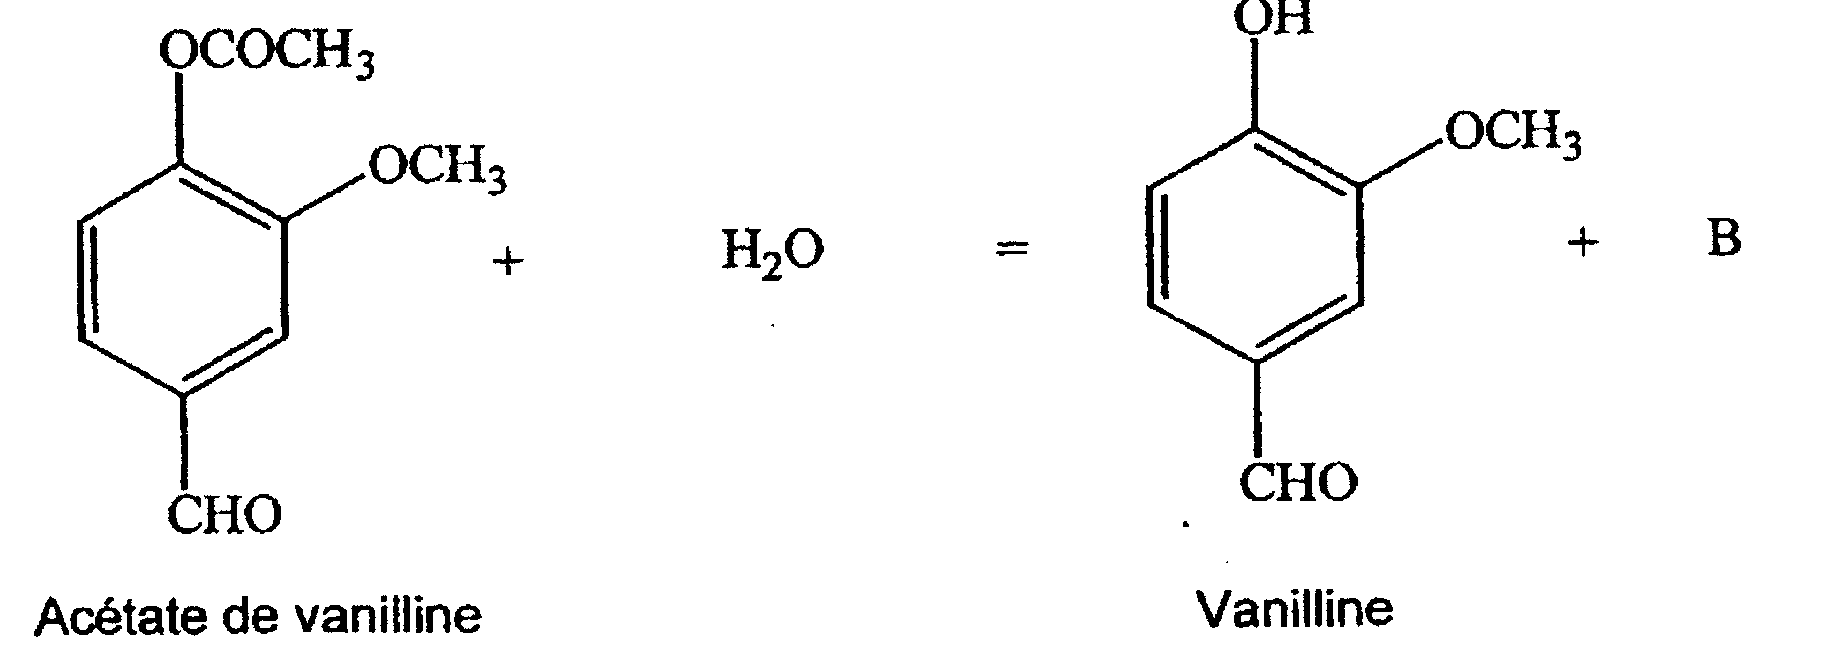 OCOCH₃
OCH₃
+
H₂O
=
CHO
Acétate de vanilline
OH
OCH₃
+
B
CHO
Vanilline